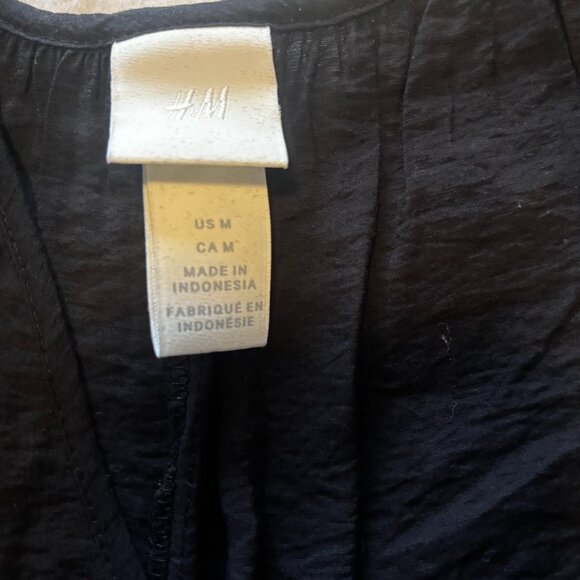 H&M
US M
CA M
MADE IN
INDONESIA
FABRIQUÉ EN
INDONÉSIE